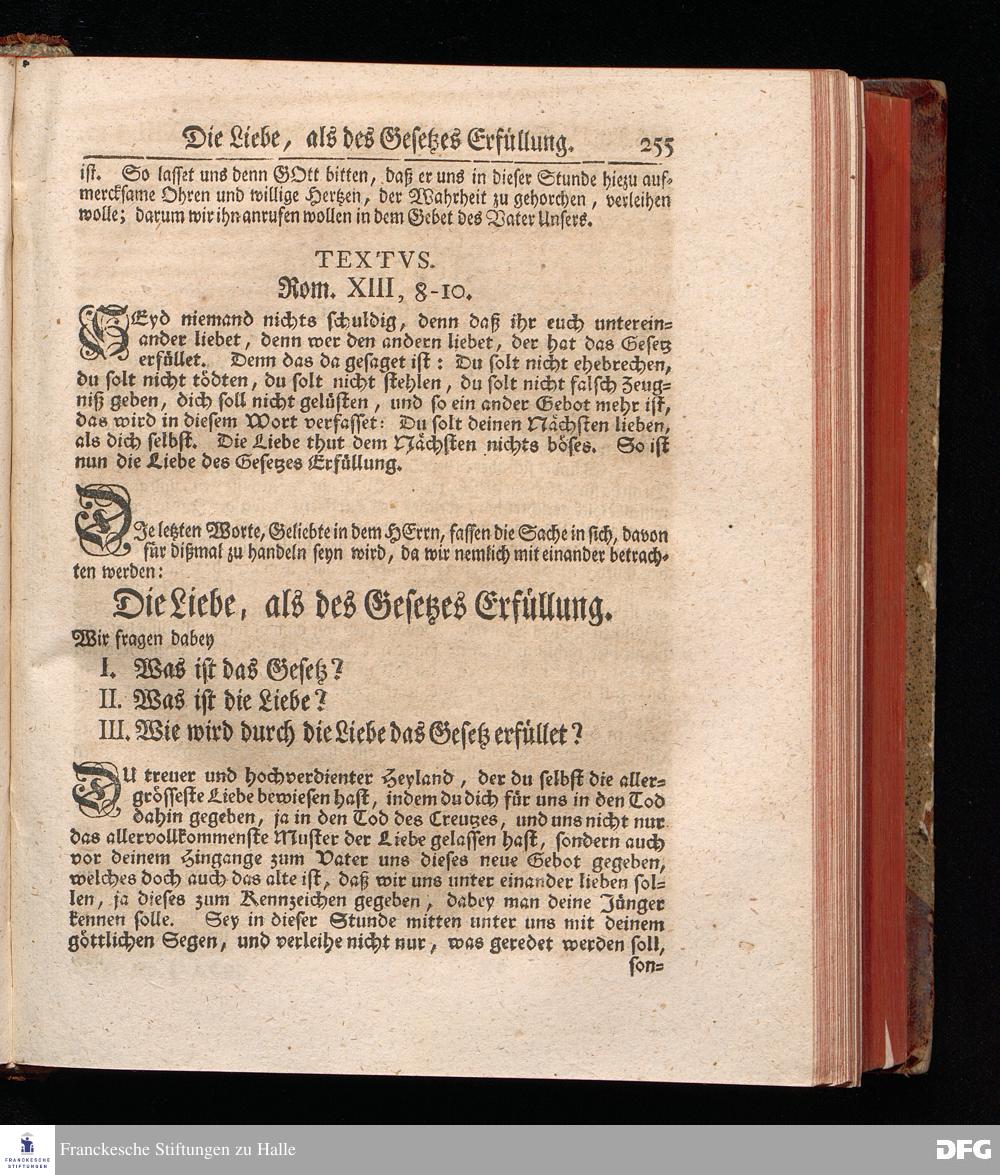 Die Liebe, als des Gesetzes Erfüllung. 255
ist. So lasset uns denn GOtt bitten, daß er uns in dieser Stunde hiezu auf-
mercksame Ohren und willige Hertzen, der Wahrheit zu gehorchen, verleihen
wolle; darum wir ihn anrufen wollen in dem Gebet des Vater Unsers.
TEXTVS.
Rom. XIII, 8-10.
SEyd niemand nichts schuldig, denn daß ihr euch unterein-
ander liebet, denn wer den andern liebet, der hat das Gesetz
erfüllet. Denn das da gesaget ist: Du solt nicht ehebrechen,
du solt nicht tödten, du solt nicht stehlen, du solt nicht falsch Zeug-
niß geben, dich soll nicht gelüsten, und so ein ander Gebot mehr ist,
das wird in diesem Wort verfasset: Du solt deinen Nächsten lieben,
als dich selbst. Die Liebe thut dem Nächsten nichts böses. So ist
nun die Liebe des Gesetzes Erfüllung.
DJe letzten Worte, Geliebte in dem HErrn, fassen die Sache in sich, davon
für dißmal zu handeln seyn wird, da wir nemlich mit einander betrach-
ten werden:
Die Liebe, als des Gesetzes Erfüllung.
Wir fragen dabey
I. Was ist das Gesetz?
II. Was ist die Liebe?
III. Wie wird durch die Liebe das Gesetz erfüllet?
DU treuer und hochverdienter Heyland, der du selbst die aller-
grösseste Liebe bewiesen hast, indem du dich für uns in den Tod
dahin gegeben, ja in den Tod des Creutzes, und uns nicht nur
das allervollkommenste Muster der Liebe gelassen hast, sondern auch
vor deinem Hingange zum Vater uns dieses neue Gebot gegeben,
welches doch auch das alte ist, daß wir uns unter einander lieben sol-
len, ja dieses zum Kennzeichen gegeben, dabey man deine Jünger
kennen solle. Sey in dieser Stunde mitten unter uns mit deinem
göttlichen Segen, und verleihe nicht nur, was geredet werden soll,
son-
FRANCKESCHE
STIFTUNGEN
Franckesche Stiftungen zu Halle
DFG